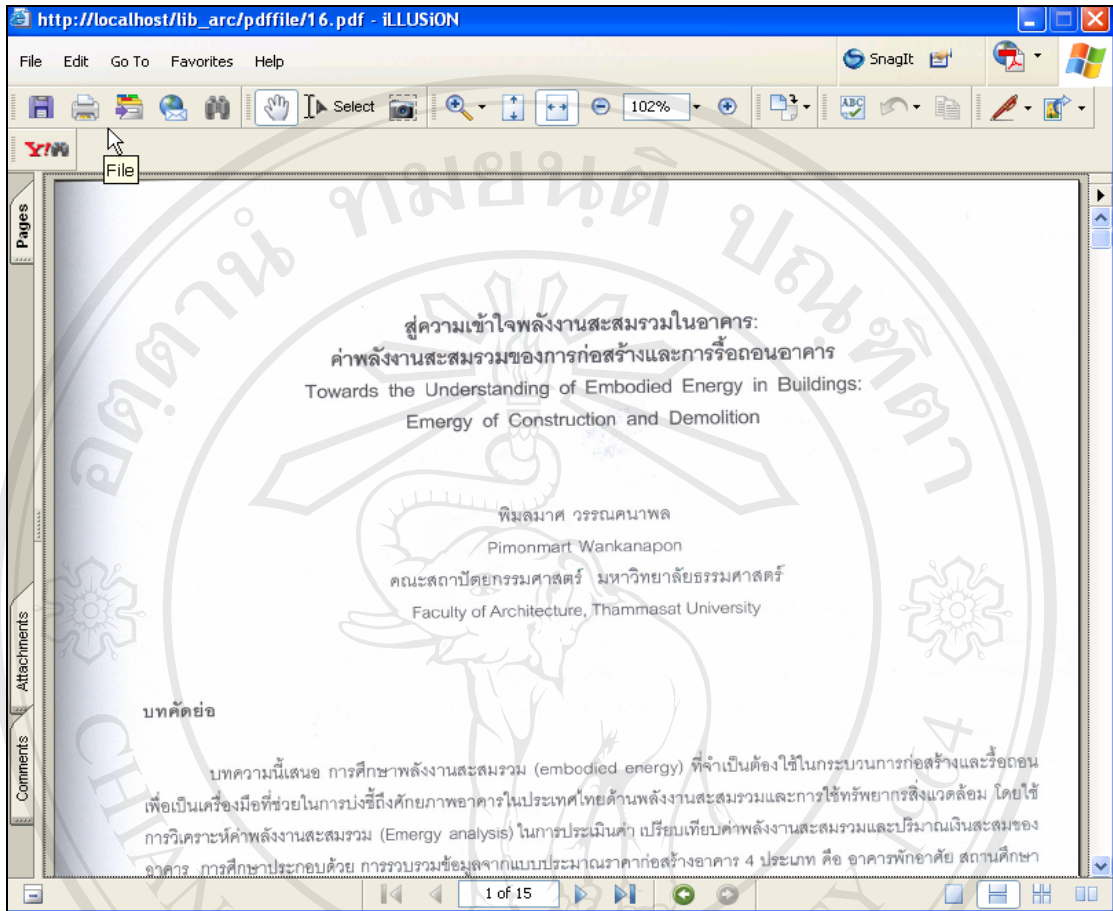 http://localhost/lib_arc/pdffile/16.pdf - iLLUSiON
File Edit Go To Favorites Help SnagIt
Select 102%
Y!
File
Pages
สู่ความเข้าใจพลังงานสะสมรวมในอาคาร:
ค่าพลังงานสะสมรวมของการก่อสร้างและการรื้อถอนอาคาร
Towards the Understanding of Embodied Energy in Buildings:
Emergy of Construction and Demolition
พิมลมาศ วรรณคนาพล
Pimonmart Wankanapon
คณะสถาปัตยกรรมศาสตร์ มหาวิทยาลัยธรรมศาสตร์
Faculty of Architecture, Thammasat University
Attachments
Comments
บทคัดย่อ
บทความนี้เสนอ การศึกษาพลังงานสะสมรวม (embodied energy) ที่จำเป็นต้องใช้ในกระบวนการก่อสร้างและรื้อถอน
เพื่อเป็นเครื่องมือที่ช่วยในการบ่งชี้ถึงศักยภาพอาคารในประเทศไทยด้านพลังงานสะสมรวมและการใช้ทรัพยากรสิ่งแวดล้อม โดยใช้
การวิเคราะห์ค่าพลังงานสะสมรวม (Emergy analysis) ในการประเมินค่า เปรียบเทียบค่าพลังงานสะสมรวมและปริมาณเงินสะสมของ
อาคาร การศึกษาประกอบด้วย การรวบรวมข้อมูลจากแบบประมาณราคาก่อสร้างอาคาร 4 ประเภท คือ อาคารพักอาศัย สถานศึกษา
1 of 15